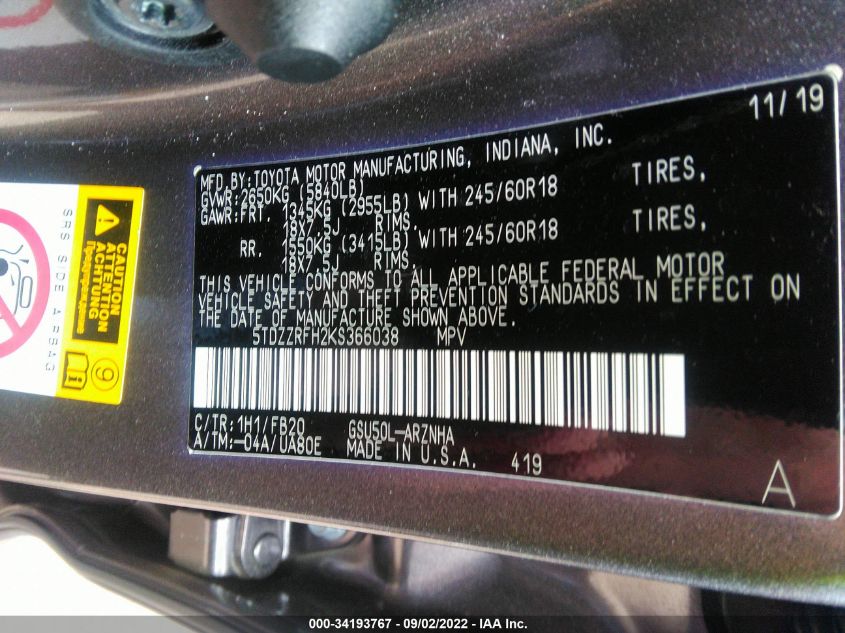 11/19
MFD.BY:TOYOTA MOTOR MANUFACTURING, INDIANA, INC.
GVWR:2650KG (5840LB)
GAWR:FRT. 1345KG (2955LB) WITH 245/60R18 TIRES,
18X7.5J RIMS,
RR. 1550KG (3415LB) WITH 245/60R18 TIRES,
18X7.5J RIMS,
THIS VEHICLE CONFORMS TO ALL APPLICABLE FEDERAL MOTOR
VEHICLE SAFETY AND THEFT PREVENTION STANDARDS IN EFFECT ON
THE DATE OF MANUFACTURE SHOWN ABOVE.
5TDZZRFH2KS366038 MPV
C/TR:1H1/FB20 GSU50L-ARZNHA
A/TM:-04A/UA80E MADE IN U.S.A. 419
A
SRS SIDE AIRBAG
CAUTION
ATTENTION
ACHTUNG
9
000-34193767 - 09/02/2022 - IAA Inc.